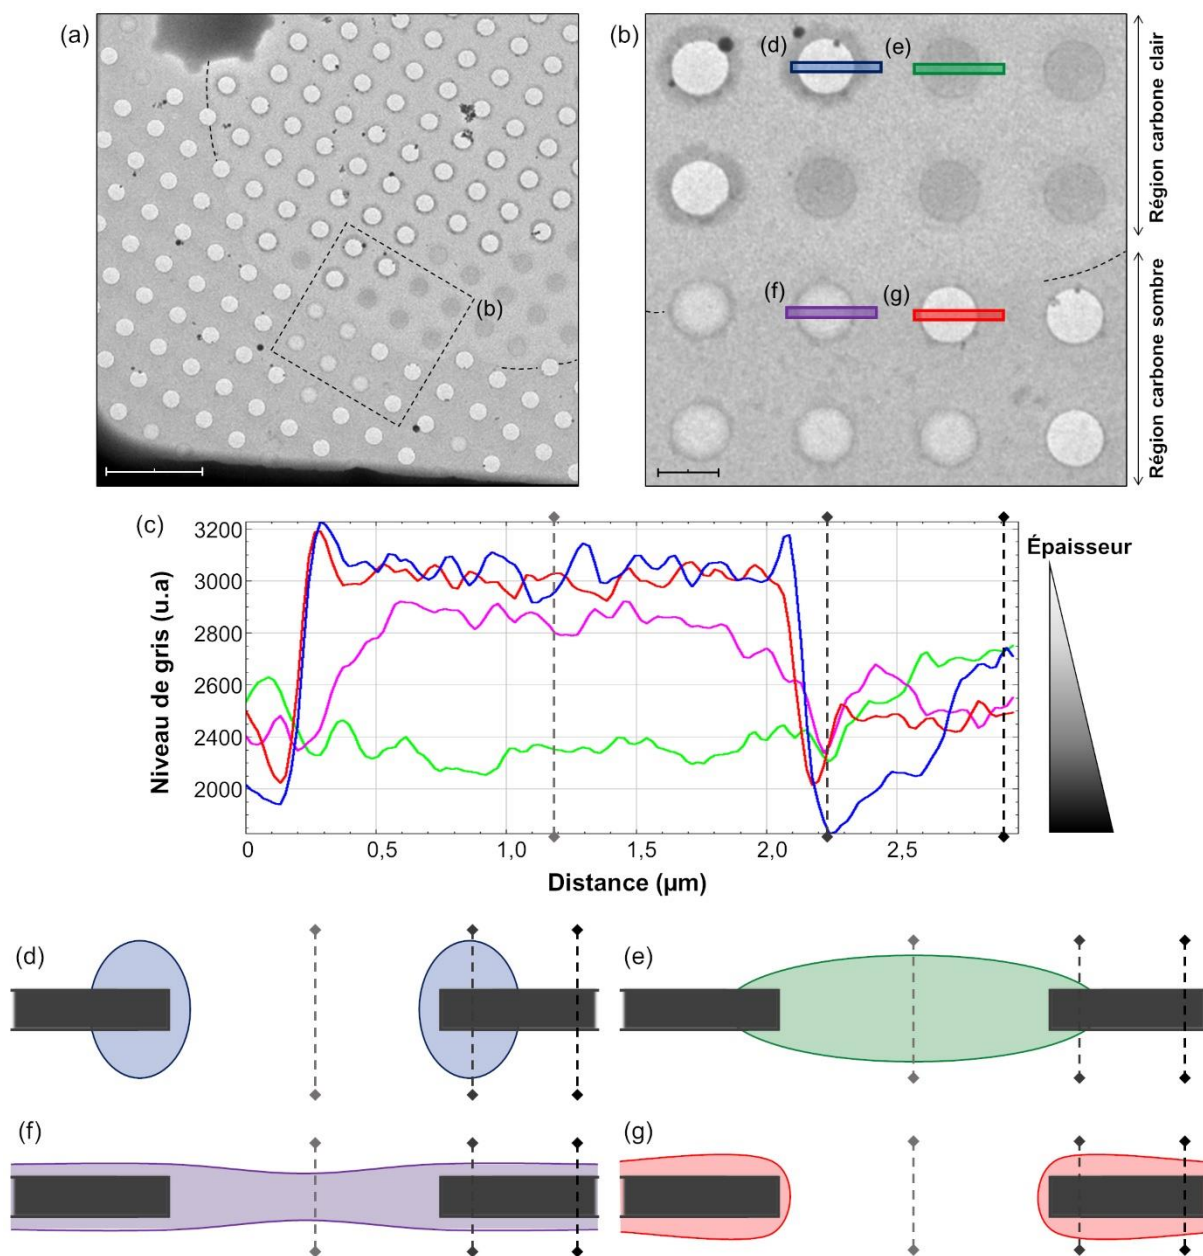 (a)
(b)
(b)
(d)
(e)
(f)
(g)
Région carbone clair
Région carbone sombre
(c)
Niveau de gris (u.a)
3200
3000
2800
2600
2400
2000
0
0,5
1,0
1,5
2,0
2,5
Distance (µm)
Épaisseur
(d)
(e)
(f)
(g)